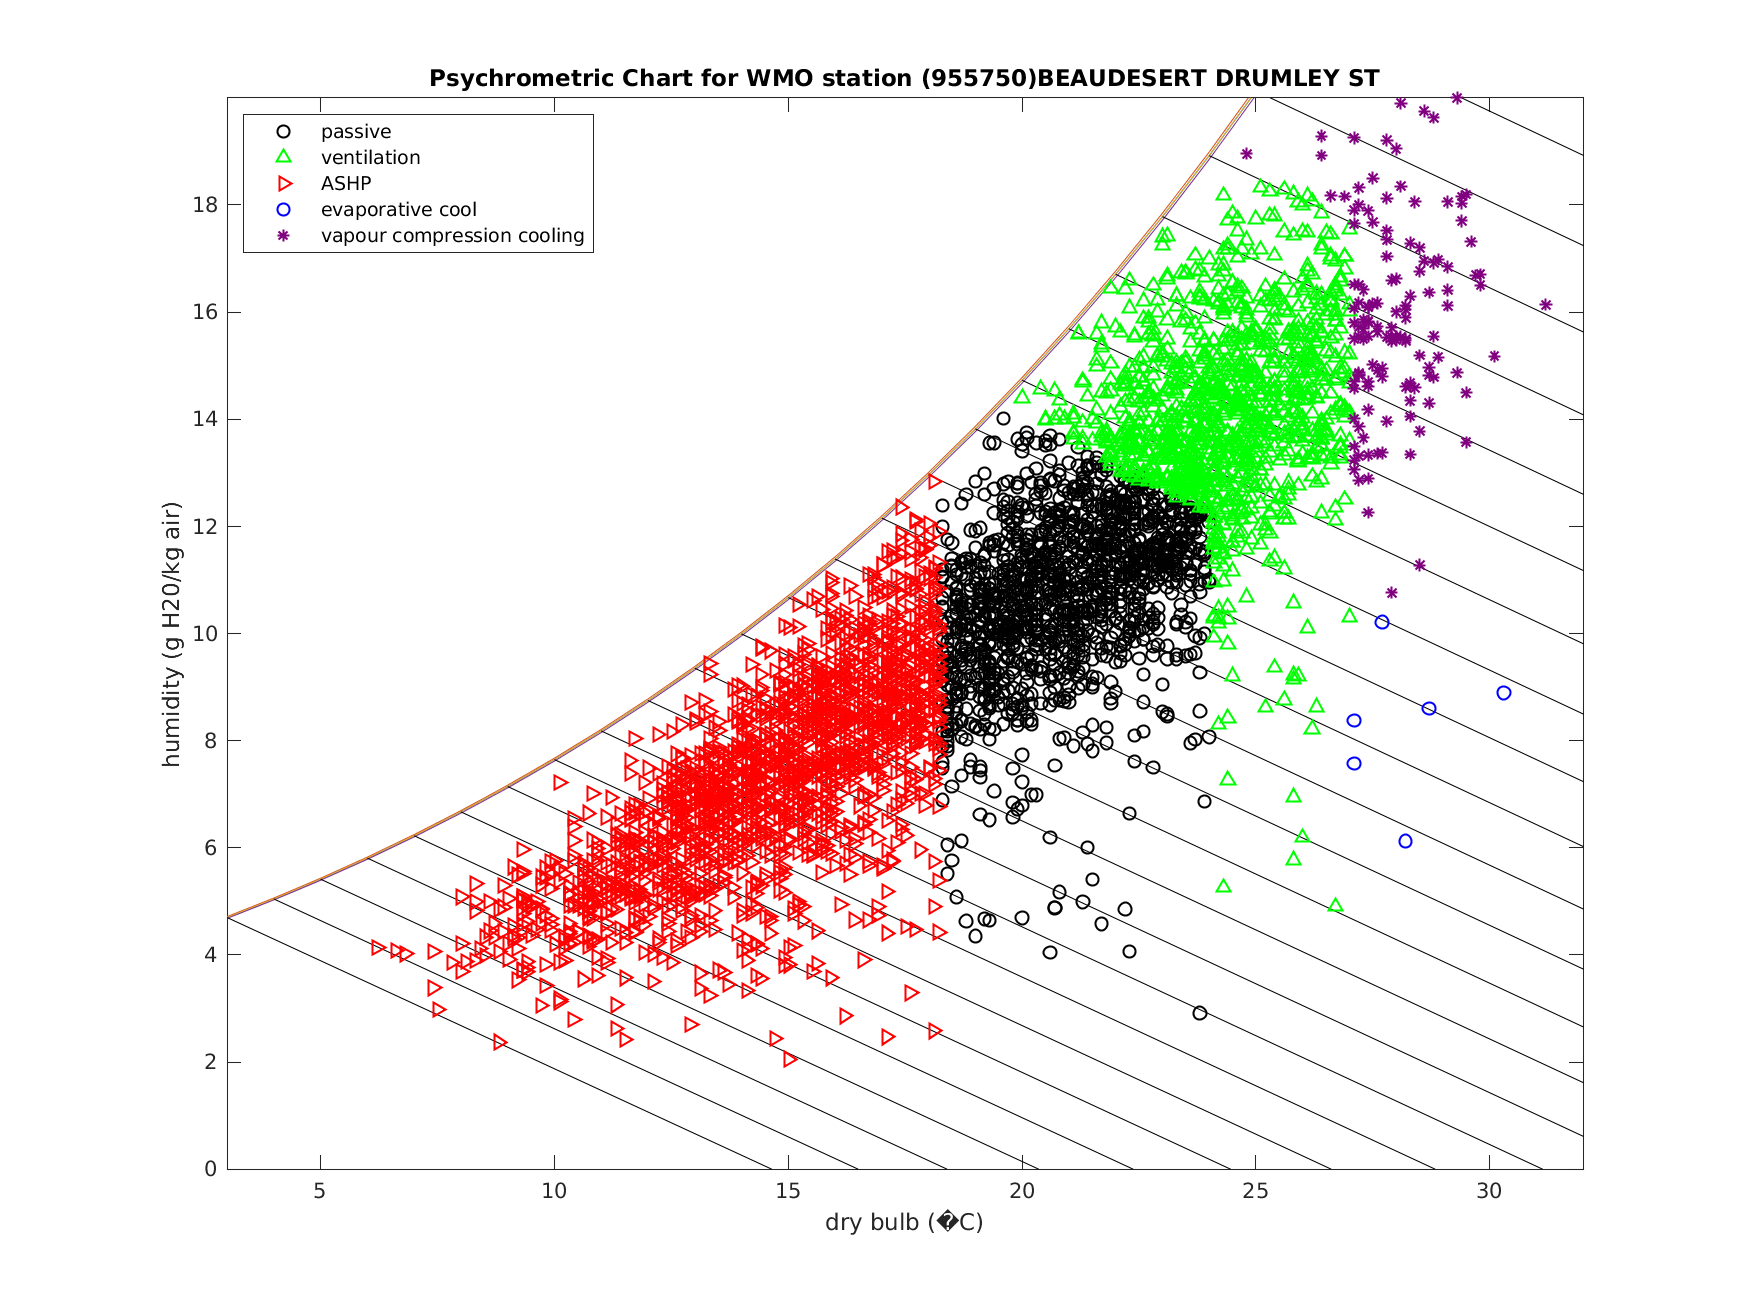 Psychrometric Chart for WMO station (955750)BEAUDESERT DRUMLEY ST
passive
ventilation
ASHP
evaporative cool
vapour compression cooling
humidity (g H20/kg air)
18
16
14
12
10
8
6
4
2
0
5
10
15
20
25
30
dry bulb (�C)